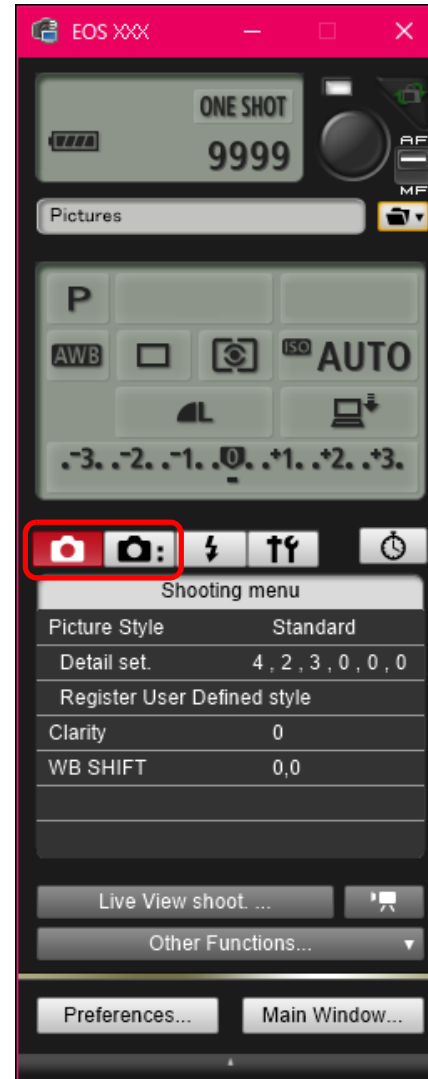 EOS XXX
ONE SHOT
9999
AF
MF
Pictures
P
AWB
ISO AUTO
L
.-3. .-2. .-1. .0. .+1. .+2. .+3.
Shooting menu
Picture Style Standard
Detail set. 4 , 2 , 3 , 0 , 0 , 0
Register User Defined style
Clarity 0
WB SHIFT 0,0
Live View shoot. ...
Other Functions...
Preferences... Main Window...